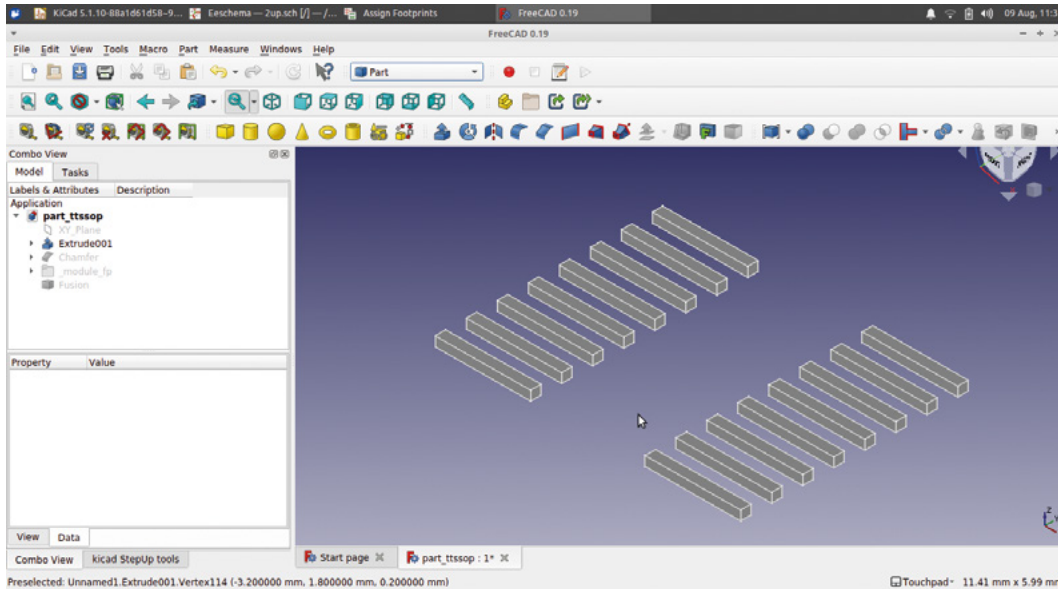 KiCad 5.1.10-88a1d61d58~9... Eeschema — 2up.sch [/] — /... Assign Footprints FreeCAD 0.19 09 Aug, 11:3
FreeCAD 0.19
File Edit View Tools Macro Part Measure Windows Help
Part
Combo View
Model Tasks
Labels & Attributes Description
Application
part_ttssop
XY_Plane
Extrude001
Chamfer
_module_fp
Fusion
Property Value
View Data
Combo View kicad StepUp tools
Start page part_ttssop : 1*
Preselected: Unnamed1.Extrude001.Vertex114 (-3.200000 mm, 1.800000 mm, 0.200000 mm)
Touchpad 11.41 mm x 5.99 mm
Z